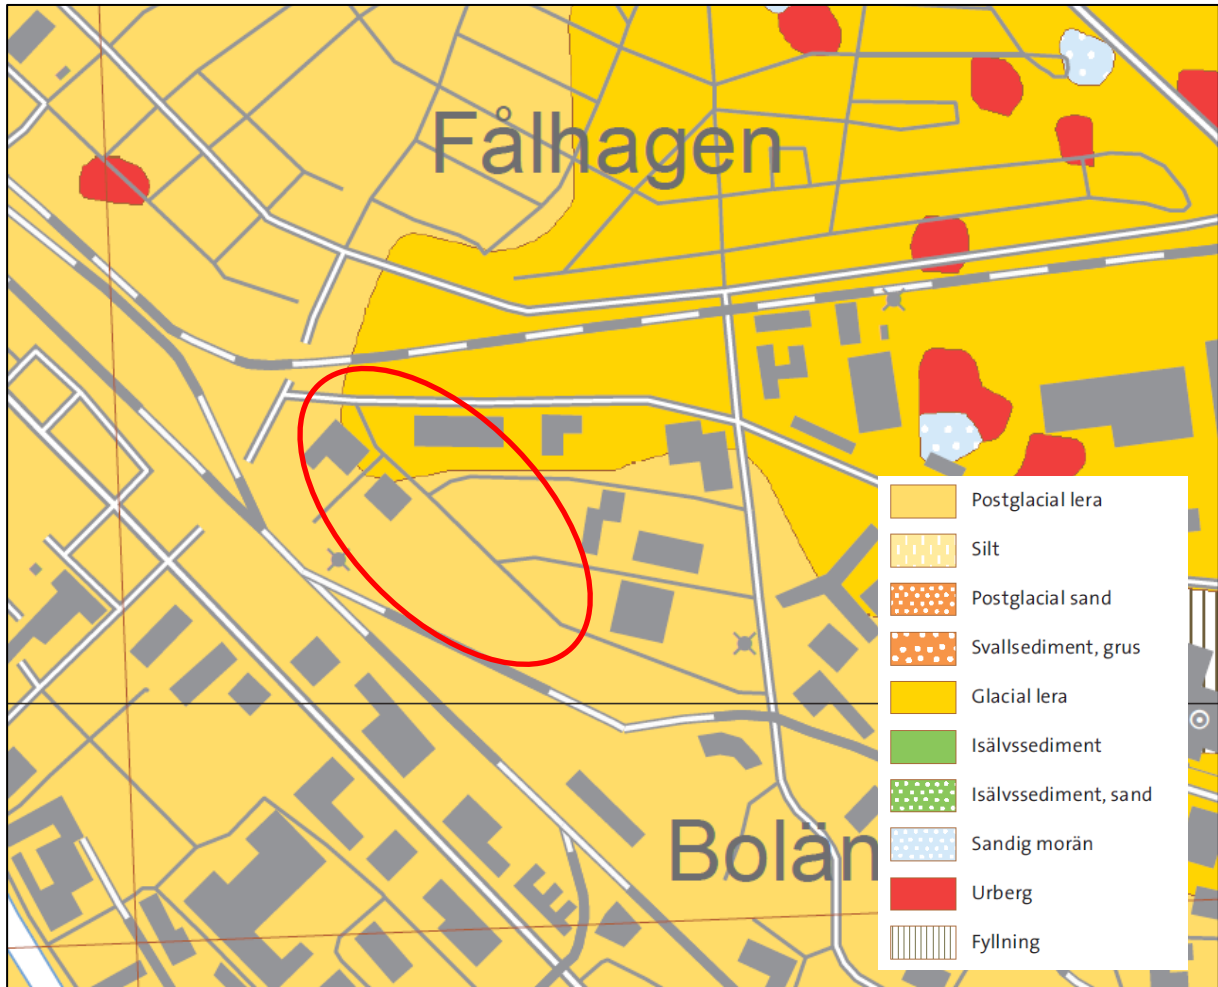 Fålhagen
Postglacial lera
Silt
Postglacial sand
Svallsediment, grus
Glacial lera
Isälvssediment
Isälvssediment, sand
Bolän
Sandig morän
Urberg
Fyllning